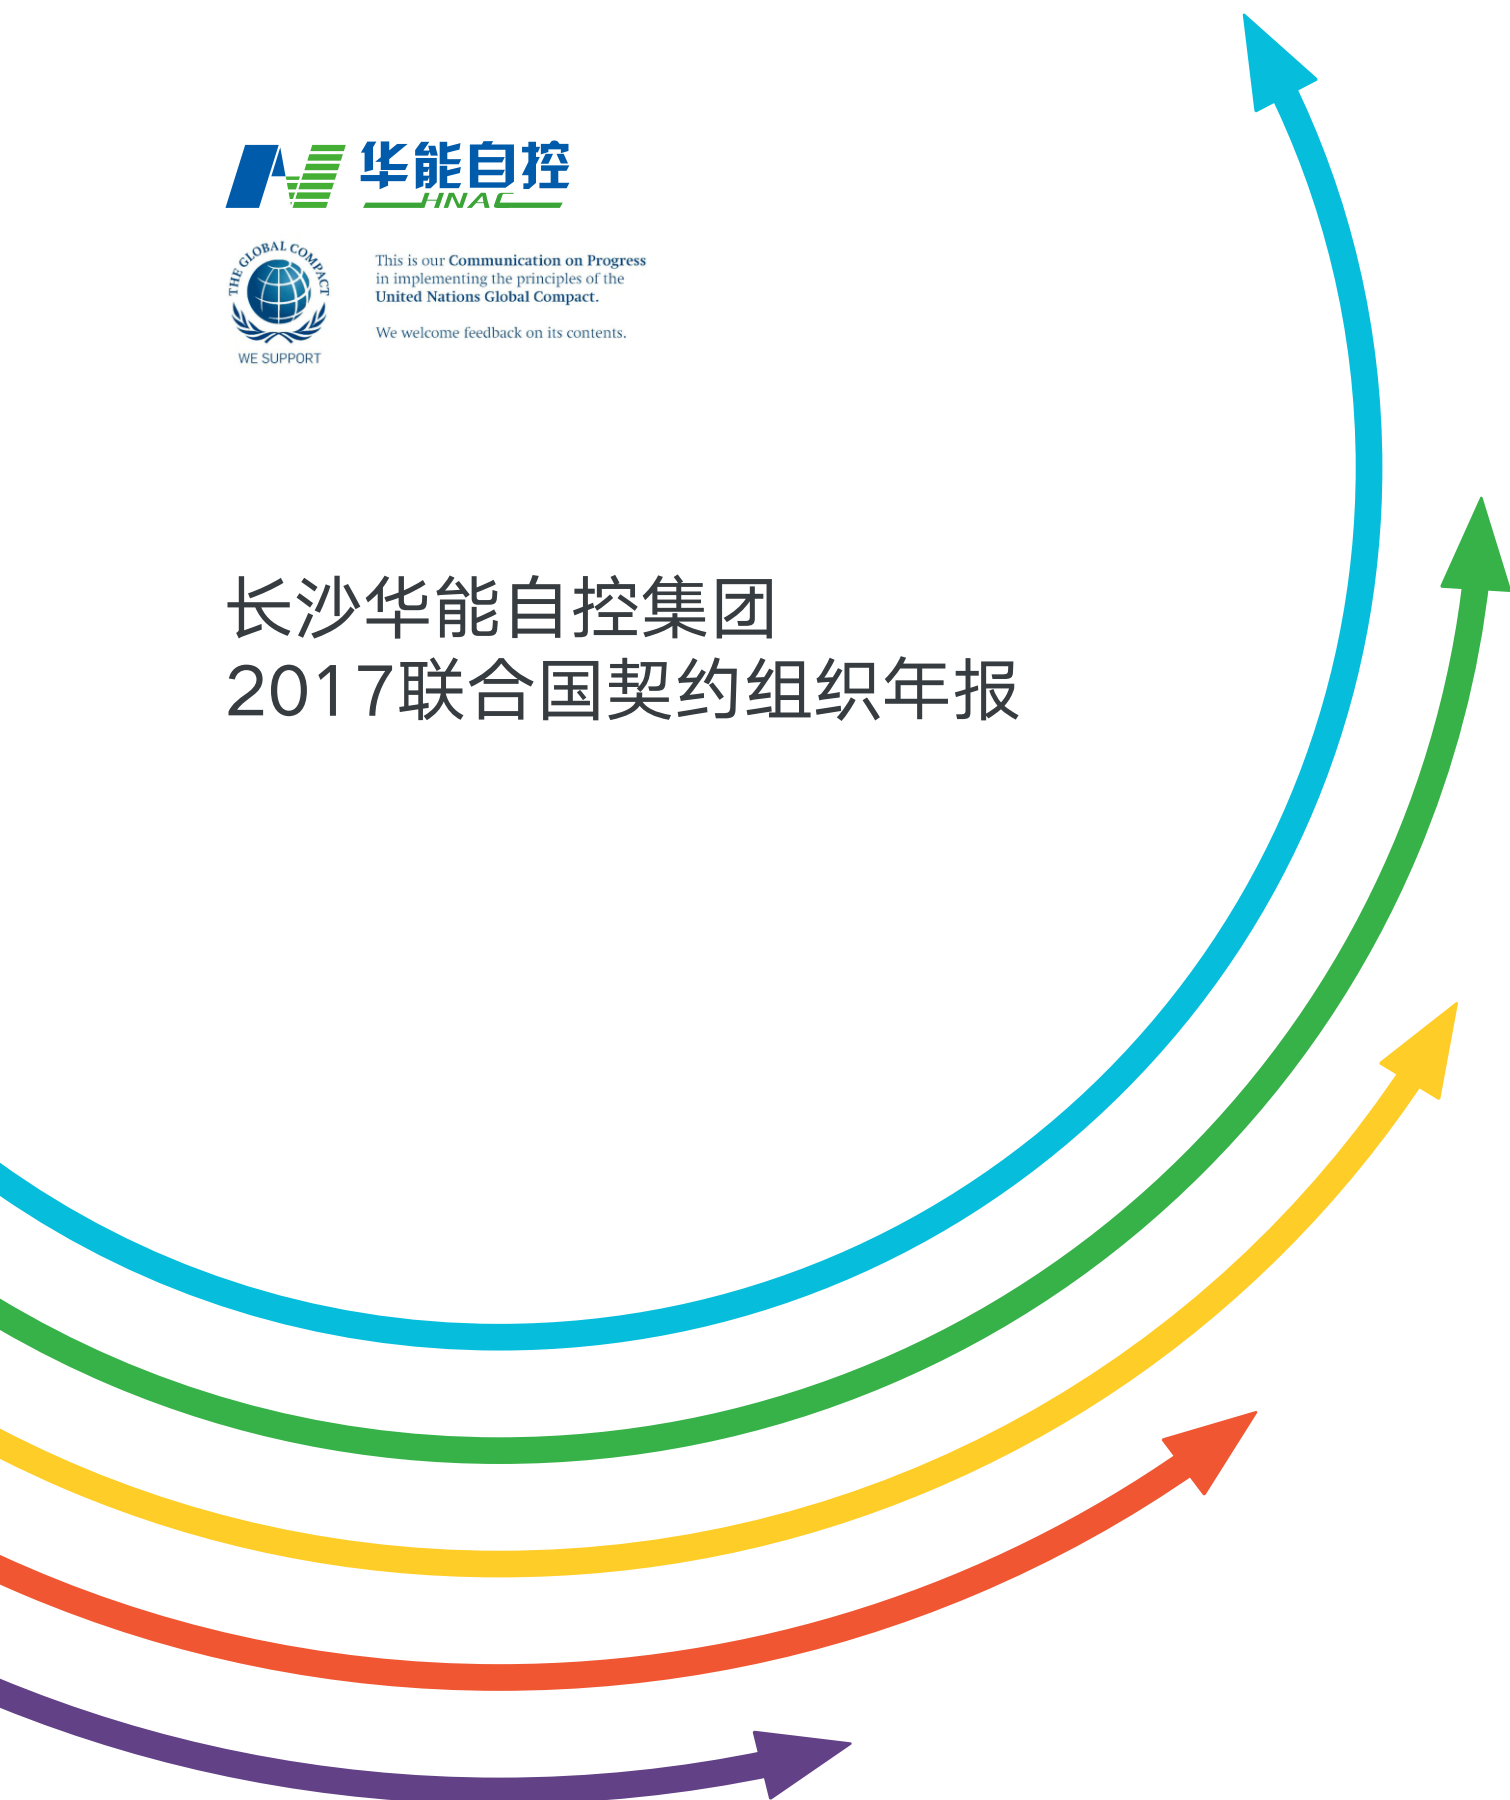 华能自控
HNAC
THE GLOBAL COMPACT
WE SUPPORT
This is our Communication on Progress
in implementing the principles of the
United Nations Global Compact.
We welcome feedback on its contents.
长沙华能自控集团
2017联合国契约组织年报